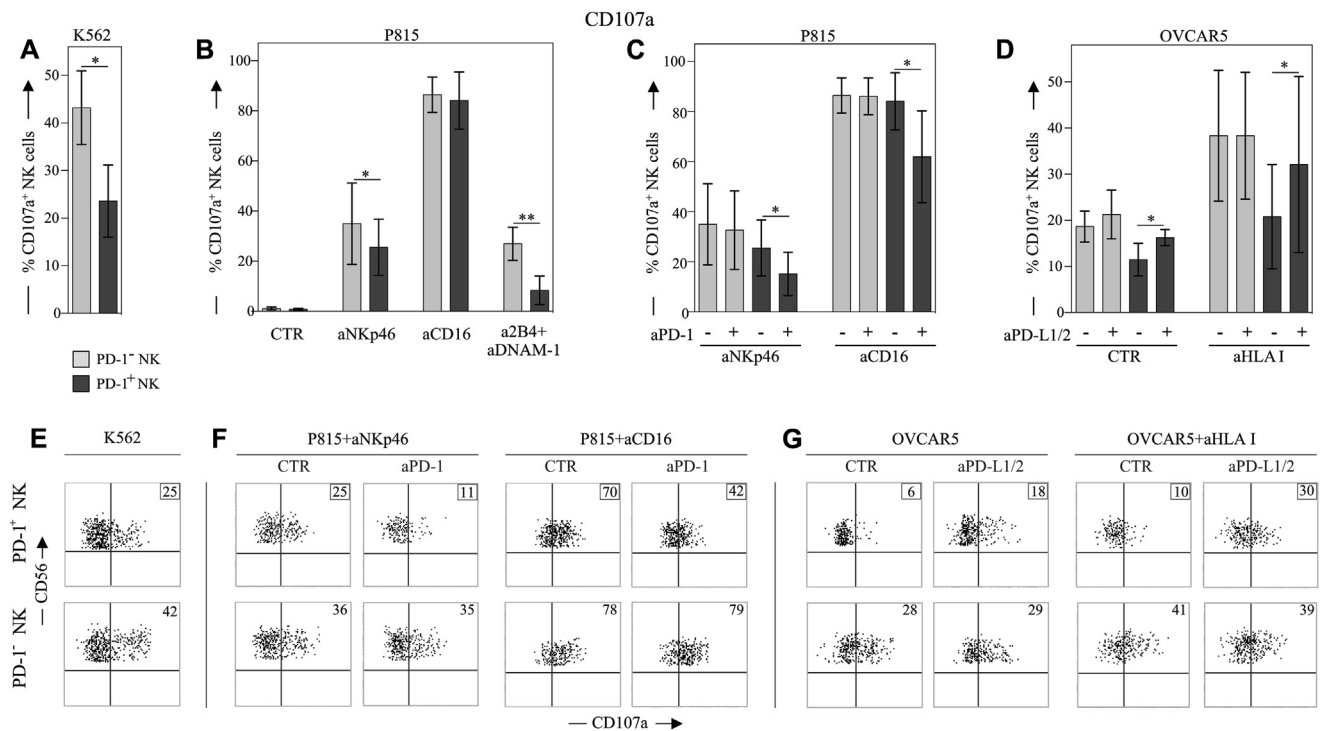 CD107a
A K562
% CD107a+ NK cells
50
40
30
20
10
0
*
PD-1- NK
PD-1+ NK
B P815
% CD107a+ NK cells
100
80
60
40
20
0
* **
CTR aNKp46 aCD16 a2B4+
aDNAM-1
C P815
% CD107a+ NK cells
100
80
60
40
20
0
* *
aPD-1 - + - + - + - +
aNKp46 aCD16
D OVCAR5
% CD107a+ NK cells
50
40
30
20
10
0
* *
aPD-L1/2 - + - + - + - +
CTR aHLA I
E K562
F P815+aNKp46 P815+aCD16
CTR aPD-1 CTR aPD-1
G OVCAR5 OVCAR5+aHLA I
CTR aPD-L1/2 CTR aPD-L1/2
PD-1+ NK
25 25 11 70 42 6 18 10 30
CD56
PD-1- NK
42 36 35 78 79 28 29 41 39
CD107a